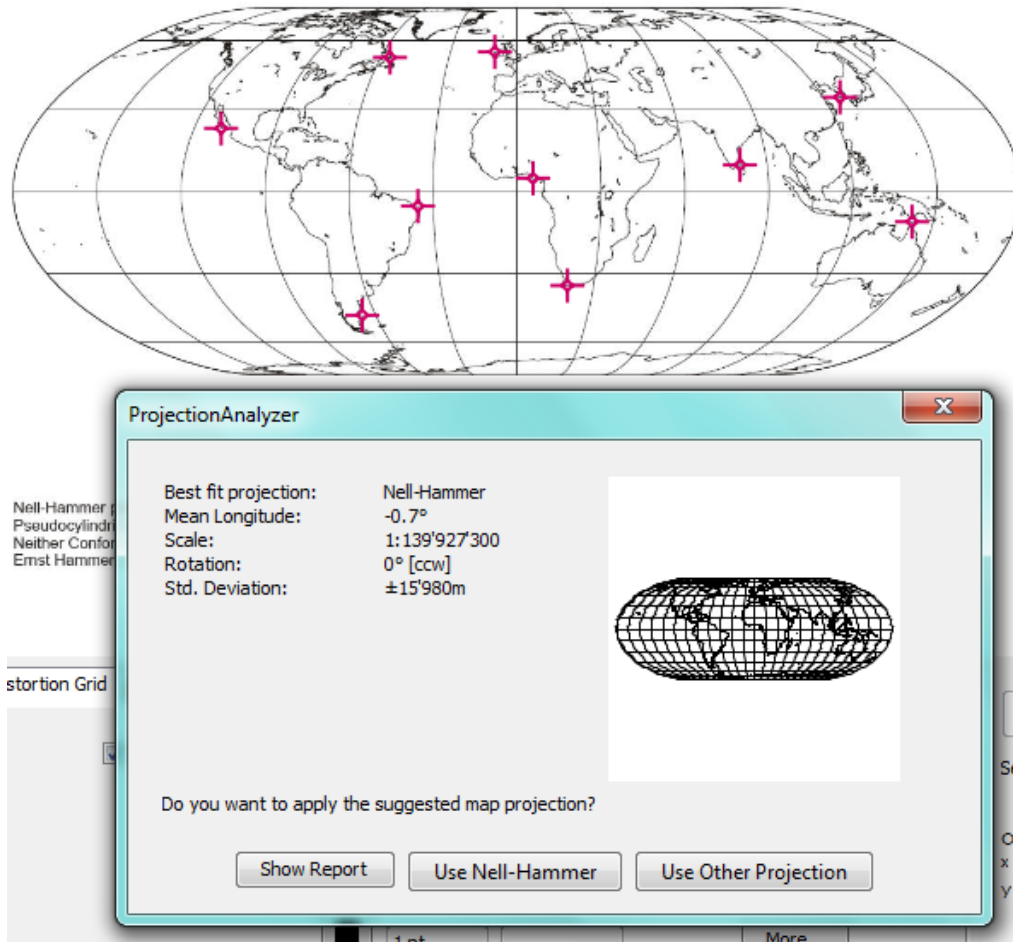 ProjectionAnalyzer
X
Best fit projection: Nell-Hammer
Mean Longitude: -0.7°
Scale: 1:139'927'300
Rotation: 0° [ccw]
Std. Deviation: ±15'980m
Nell-Hammer
Pseudocylindri
Neither Confor
Ernst Hammer
stortion Grid
Do you want to apply the suggested map projection?
Show Report Use Nell-Hammer Use Other Projection
x
y
1 pt
More